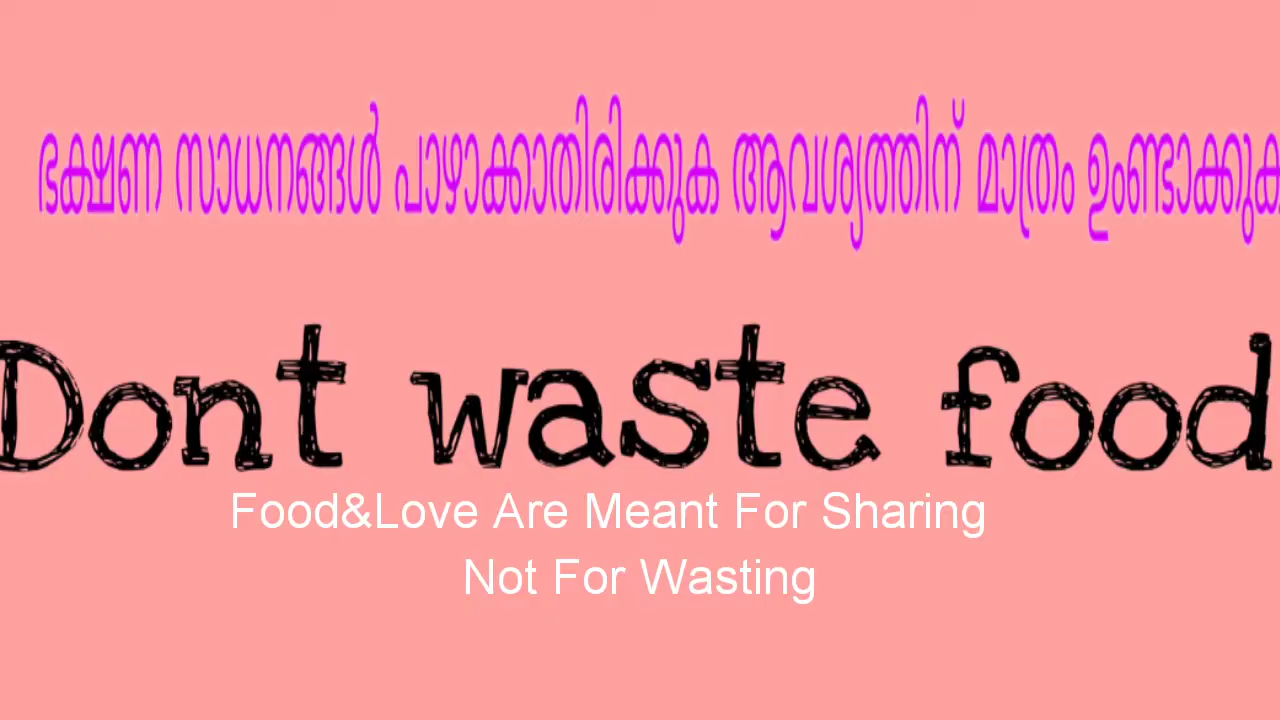 ഭക്ഷണ സാധനങ്ങൾ പാഴാക്കാതിരിക്കുക ആവശ്യത്തിന് മാത്രം ഉംണ്ടാക്കുക
Dont waste food
Food&Love Are Meant For Sharing
Not For Wasting